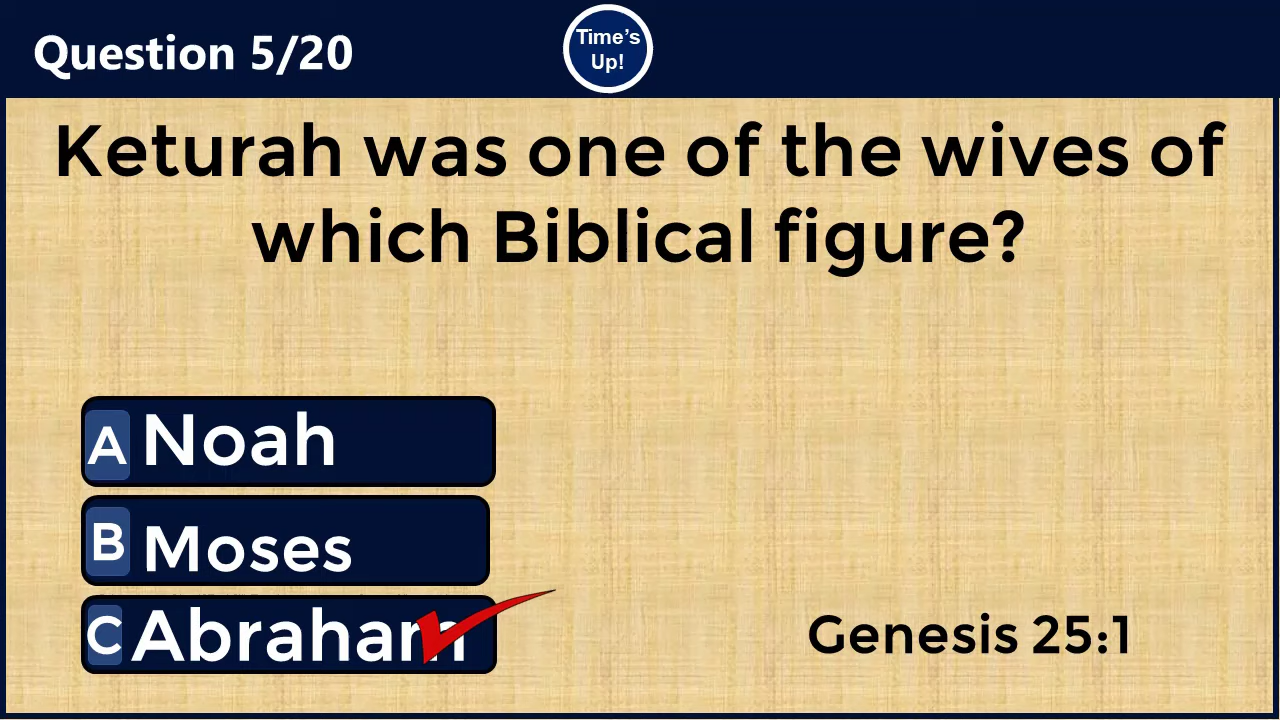 Question 5/20
Time's
Up!
Keturah was one of the wives of
which Biblical figure?
A Noah
B Moses
C Abraham
Genesis 25:1